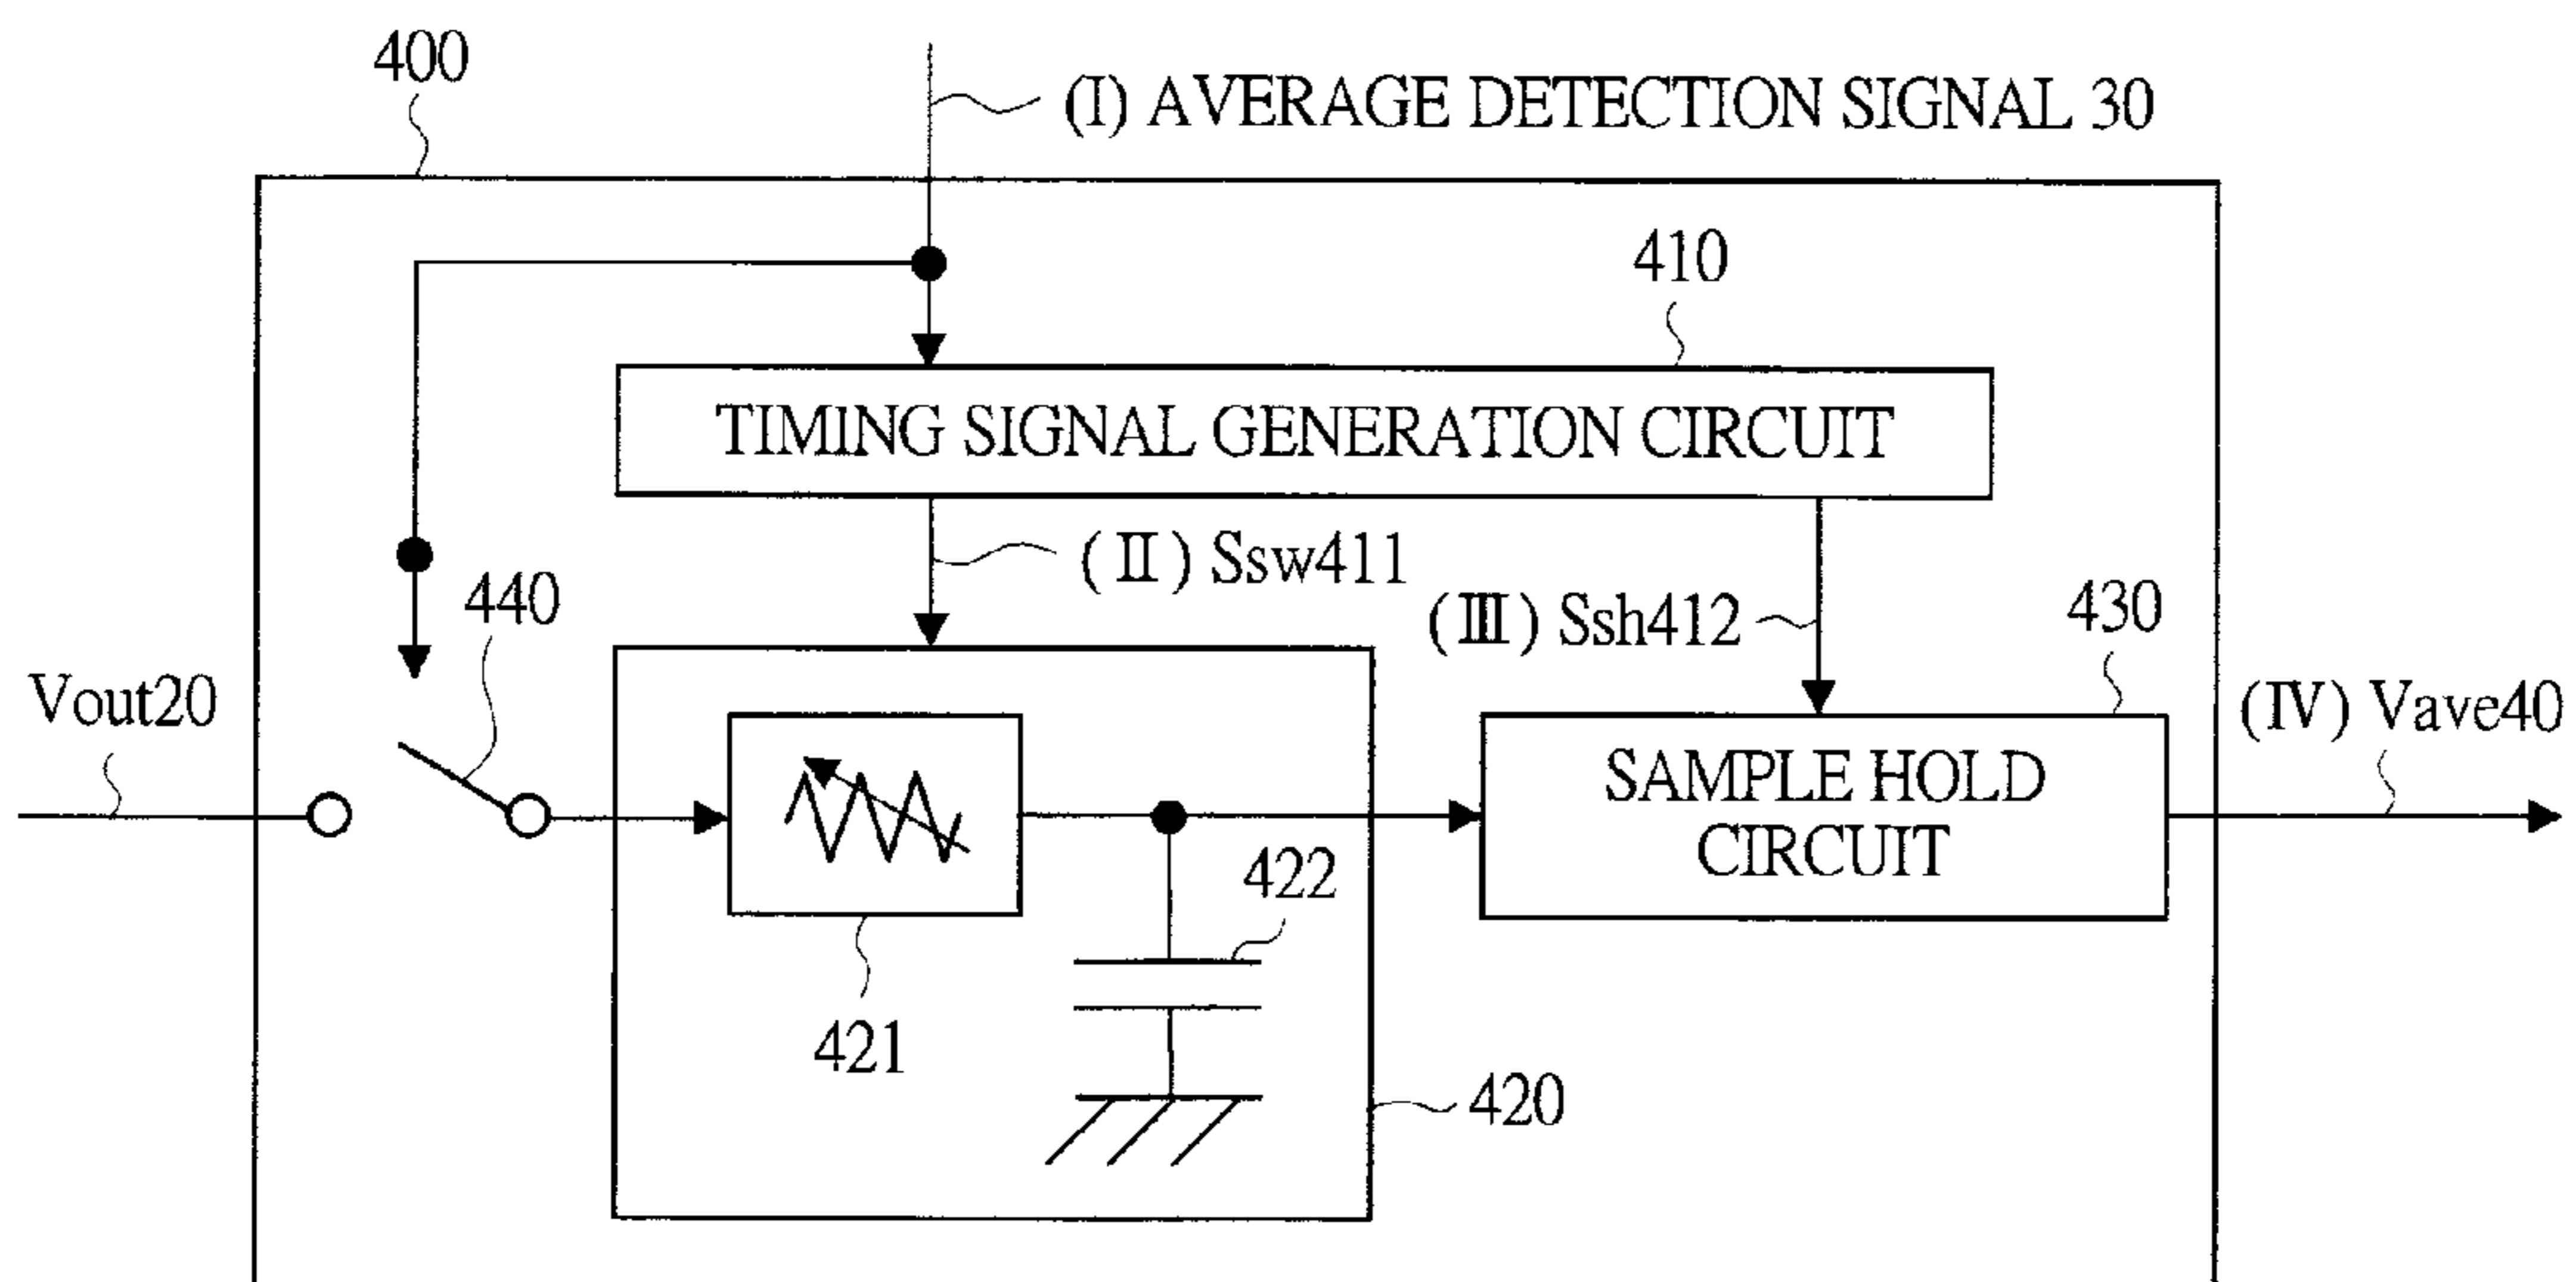 400
(I) AVERAGE DETECTION SIGNAL 30
410
TIMING SIGNAL GENERATION CIRCUIT
(II) Ssw411
440
(III) Ssh412
430
Vout20
(IV) Vave40
SAMPLE HOLD
CIRCUIT
422
421
420